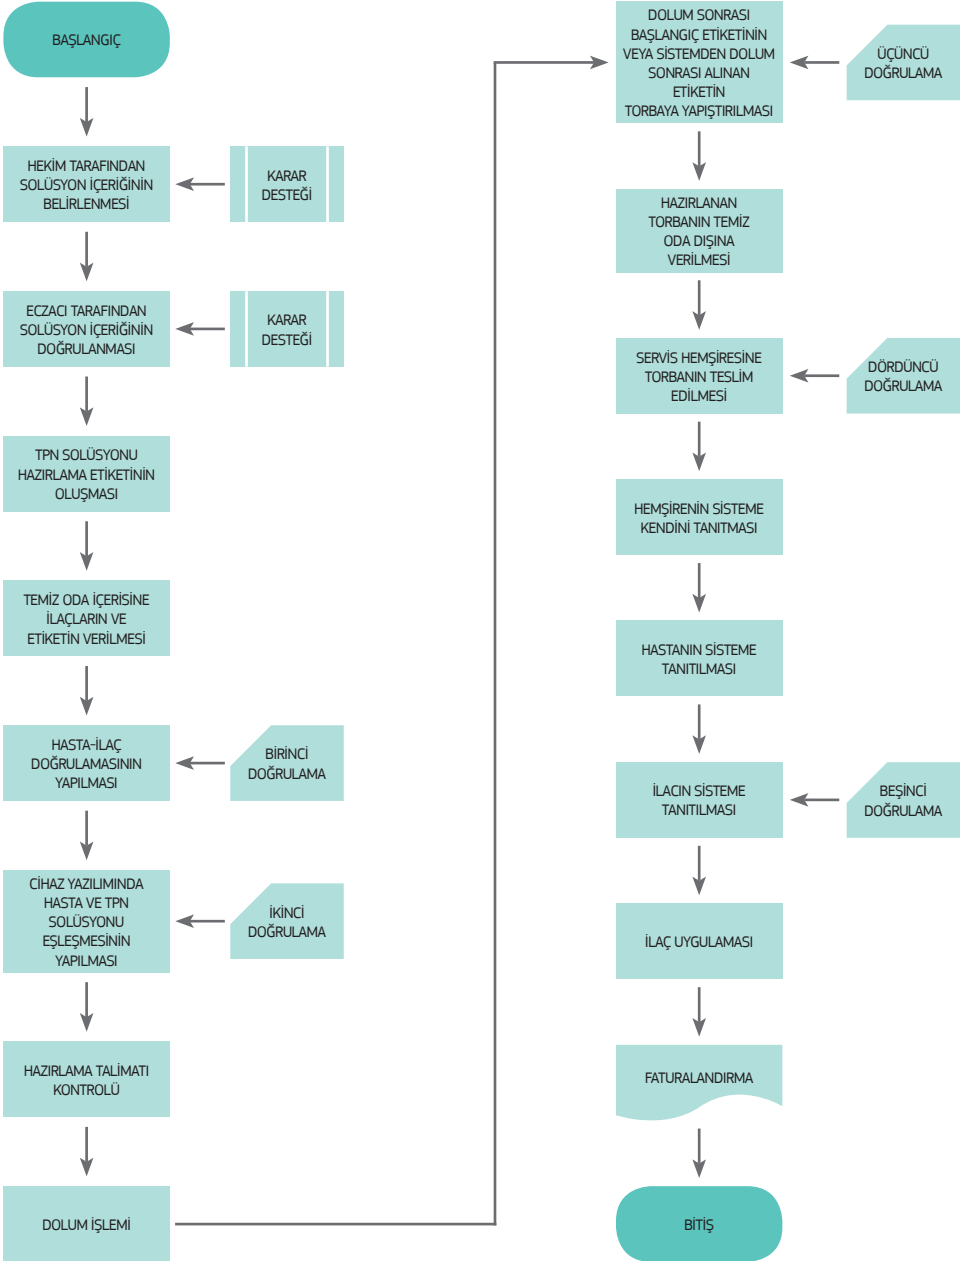 BAŞLANGIÇ
HEKİM TARAFINDAN
SOLÜSYON İÇERİĞİNİN
BELİRLENMESİ
KARAR
DESTEĞİ
ECZACI TARAFINDAN
SOLÜSYON İÇERİĞİNİN
DOĞRULANMASI
KARAR
DESTEĞİ
TPN SOLÜSYONU
HAZIRLAMA ETİKETİNİN
OLUŞMASI
TEMİZ ODA İÇERİSİNE
İLAÇLARIN VE
ETİKETİN VERİLMESİ
HASTA-İLAÇ
DOĞRULAMASININ
YAPILMASI
BİRİNCİ
DOĞRULAMA
CİHAZ YAZILIMINDA
HASTA VE TPN
SOLÜSYONU
EŞLEŞMESİNİN
YAPILMASI
İKİNCİ
DOĞRULAMA
HAZIRLAMA TALİMATI
KONTROLÜ
DOLUM İŞLEMİ
DOLUM SONRASI
BAŞLANGIÇ ETİKETİNİN
VEYA SİSTEMDEN DOLUM
SONRASI ALINAN
ETİKETİN
TORBAYA YAPIŞTIRILMASI
ÜÇÜNCÜ
DOĞRULAMA
HAZIRLANAN
TORBANIN TEMİZ
ODA DIŞINA
VERİLMESİ
SERVİS HEMŞİRESİNE
TORBANIN TESLİM
EDİLMESİ
DÖRDÜNCÜ
DOĞRULAMA
HEMŞİRENİN SİSTEME
KENDİNİ TANITMASI
HASTANIN SİSTEME
TANITILMASI
İLACIN SİSTEME
TANITILMASI
BEŞİNCİ
DOĞRULAMA
İLAÇ UYGULAMASI
FATURALANDIRMA
BİTİŞ